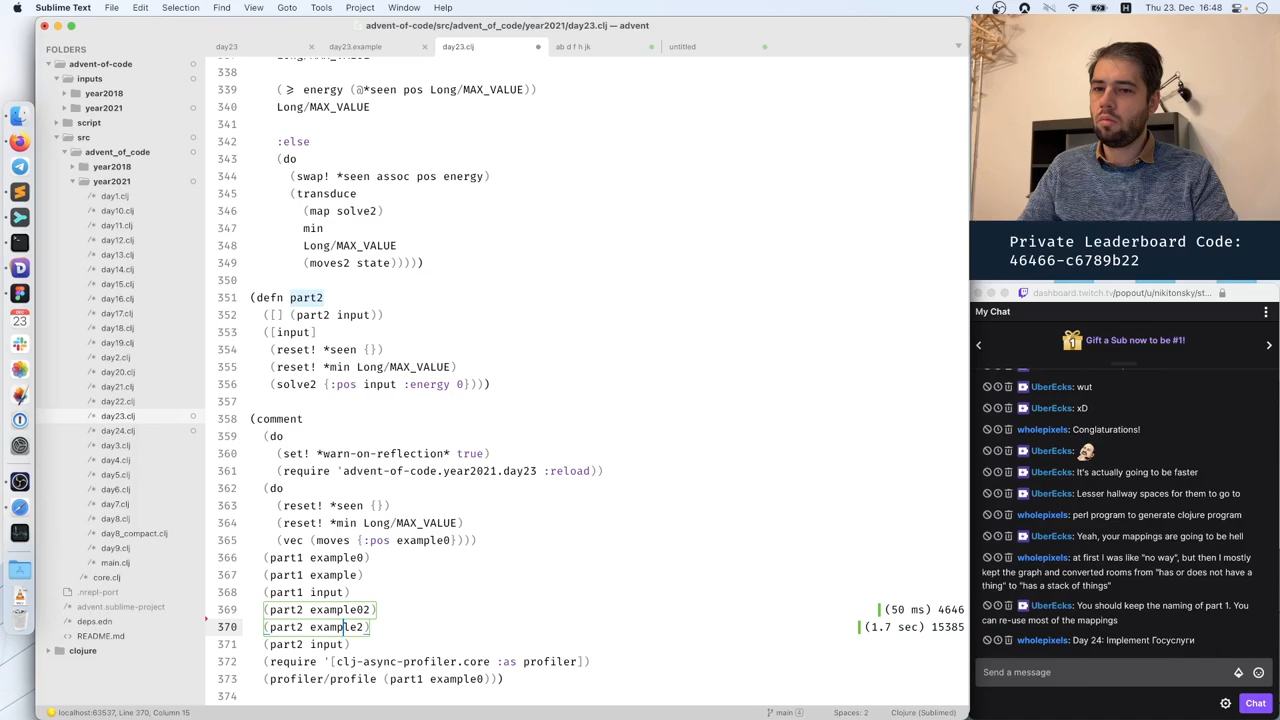 Sublime Text File Edit Selection Find View Goto Tools Project Window Help
Thu 23. Dec 16:48
advent-of-code/src/advent_of_code/year2021/day23.clj — advent
day23
day23.example
day23.clj
ab d f h jk
untitled
FOLDERS
advent-of-code
inputs
year2018
year2021
script
src
advent_of_code
year2018
year2021
day1.clj
day10.clj
day11.clj
day12.clj
day13.clj
day14.clj
day15.clj
day16.clj
day17.clj
day18.clj
day19.clj
day2.clj
day20.clj
day21.clj
day22.clj
day23.clj
day24.clj
day3.clj
day4.clj
day5.clj
day6.clj
day7.clj
day8.clj
day8_compact.clj
day9.clj
main.clj
core.clj
.nrepl-port
advent.sublime-project
deps.edn
README.md
clojure
338
339 (≥ energy (@*seen pos Long/MAX_VALUE))
340 Long/MAX_VALUE
341
342 :else
343 (do
344 (swap! *seen assoc pos energy)
345 (transduce
346 (map solve2)
347 min
348 Long/MAX_VALUE
349 (moves2 state)))))
350
351 (defn part2
352 ([] (part2 input))
353 ([input]
354 (reset! *seen {})
355 (reset! *min Long/MAX_VALUE)
356 (solve2 {:pos input :energy 0})))
357
358 (comment
359 (do
360 (set! *warn-on-reflection* true)
361 (require 'advent-of-code.year2021.day23 :reload))
362 (do
363 (reset! *seen {})
364 (reset! *min Long/MAX_VALUE)
365 (vec (moves {:pos example0})))
366 (part1 example0)
367 (part1 example)
368 (part1 input)
369 (part2 example02) (50 ms) 4646
370 (part2 example2) (1.7 sec) 15385
371 (part2 input)
372 (require '[clj-async-profiler.core :as profiler])
373 (profiler/profile (part1 example0)))
374
localhost:63537, Line 370, Column 15
main 4
Spaces: 2
Clojure (Sublimed)
DEC
23
Private Leaderboard Code:
46466-c6789b22
dashboard.twitch.tv/popout/u/nikitonsky/st...
My Chat
1
Gift a Sub now to be #1!
UberEcks: wut
UberEcks: xD
wholepixels: Conglaturations!
UberEcks:
UberEcks: It's actually going to be faster
UberEcks: Lesser hallway spaces for them to go to
wholepixels: perl program to generate clojure program
UberEcks: Yeah, your mappings are going to be hell
wholepixels: at first I was like "no way", but then I mostly
kept the graph and converted rooms from "has or does not have a
thing" to "has a stack of things"
UberEcks: You should keep the naming of part 1. You
can re-use most of the mappings
wholepixels: Day 24: Implement Госуслуги
Send a message
Chat